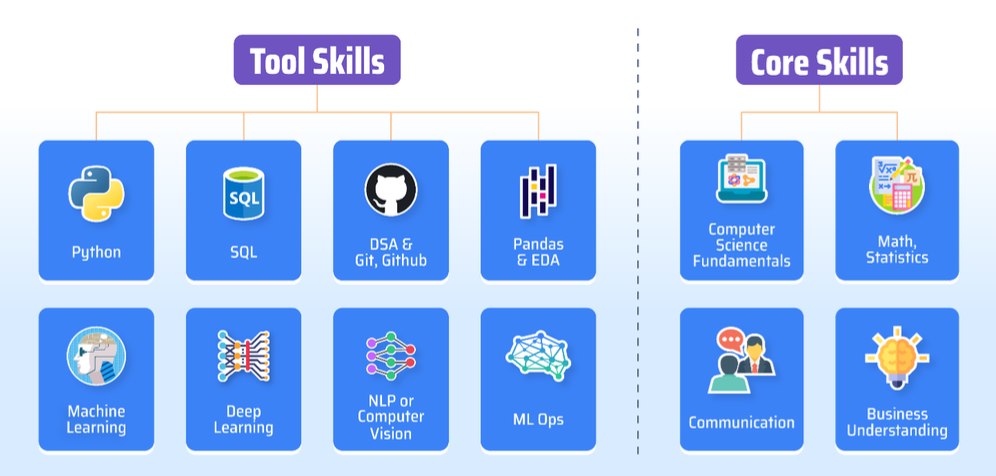 Tool Skills
Core Skills
Python
SQL
SQL
DSA &
Git, Github
Pandas
& EDA
Computer
Science
Fundamentals
√x
π
x
Math,
Statistics
Machine
Learning
Deep
Learning
NLP or
Computer
Vision
ML Ops
Communication
Business
Understanding